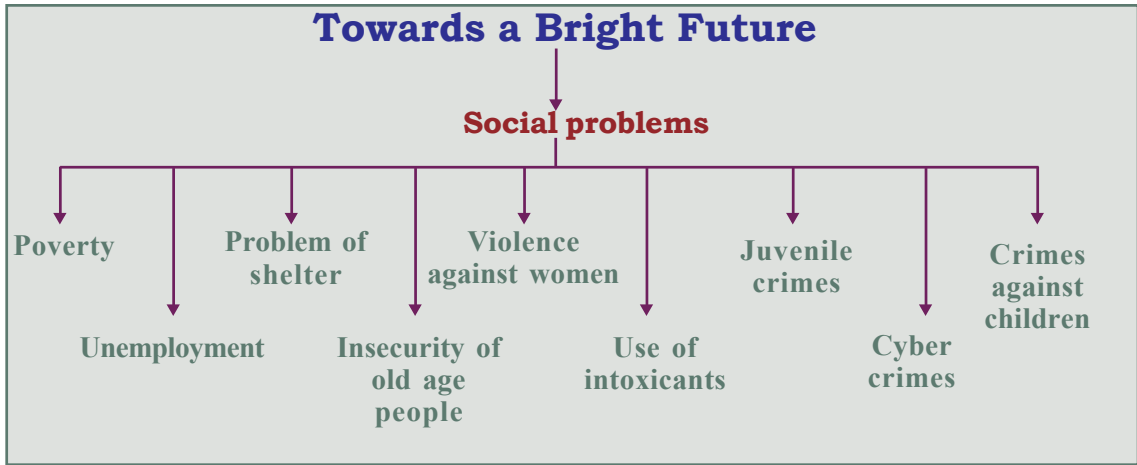 Towards a Bright Future
Social problems
Poverty
Unemployment
Problem of
shelter
Insecurity of
old age
people
Violence
against women
Use of
intoxicants
Juvenile
crimes
Cyber
crimes
Crimes
against
children